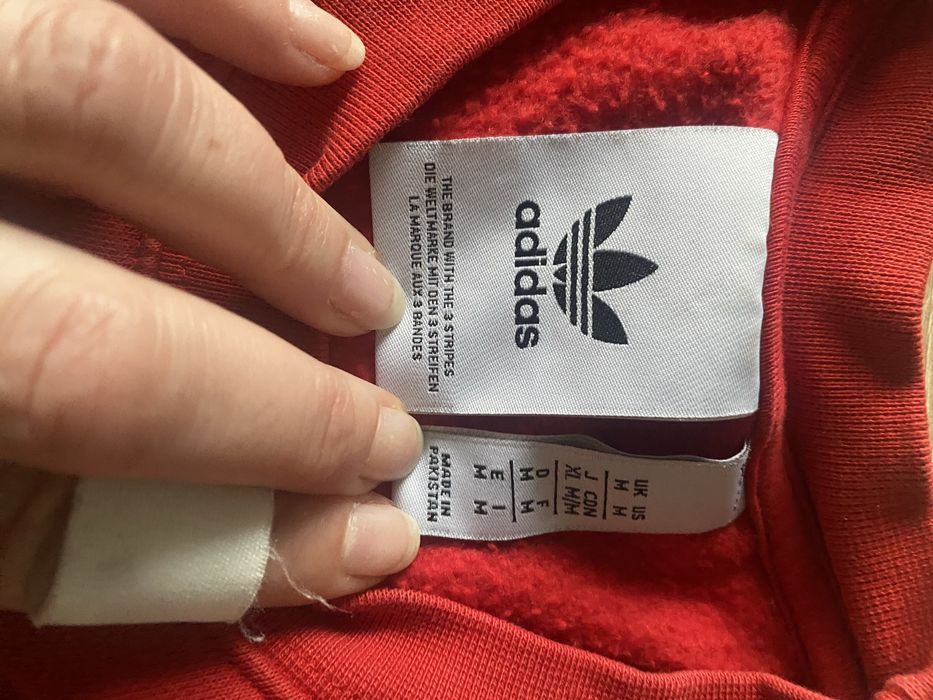 adidas
THE BRAND WITH THE 3 STRIPES
DIE WELTMARKE MIT DEN 3 STREIFEN
LA MARQUE AUX 3 BANDES
UK US
M M
J CDN
XL M/M
D F
M M
E I
M M
MADE IN
PAKISTAN